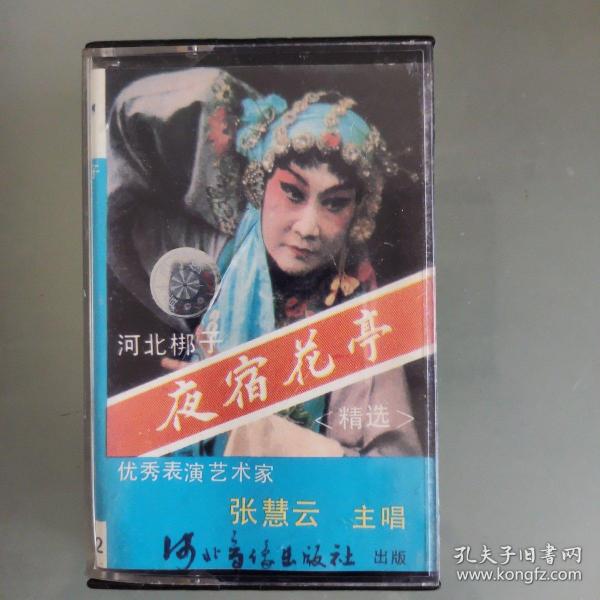 河北梆子
夜宿花亭
<精选>
优秀表演艺术家
张慧云 主唱
河北音像出版社 出版
2
孔夫子旧书网
www.kongfz.com